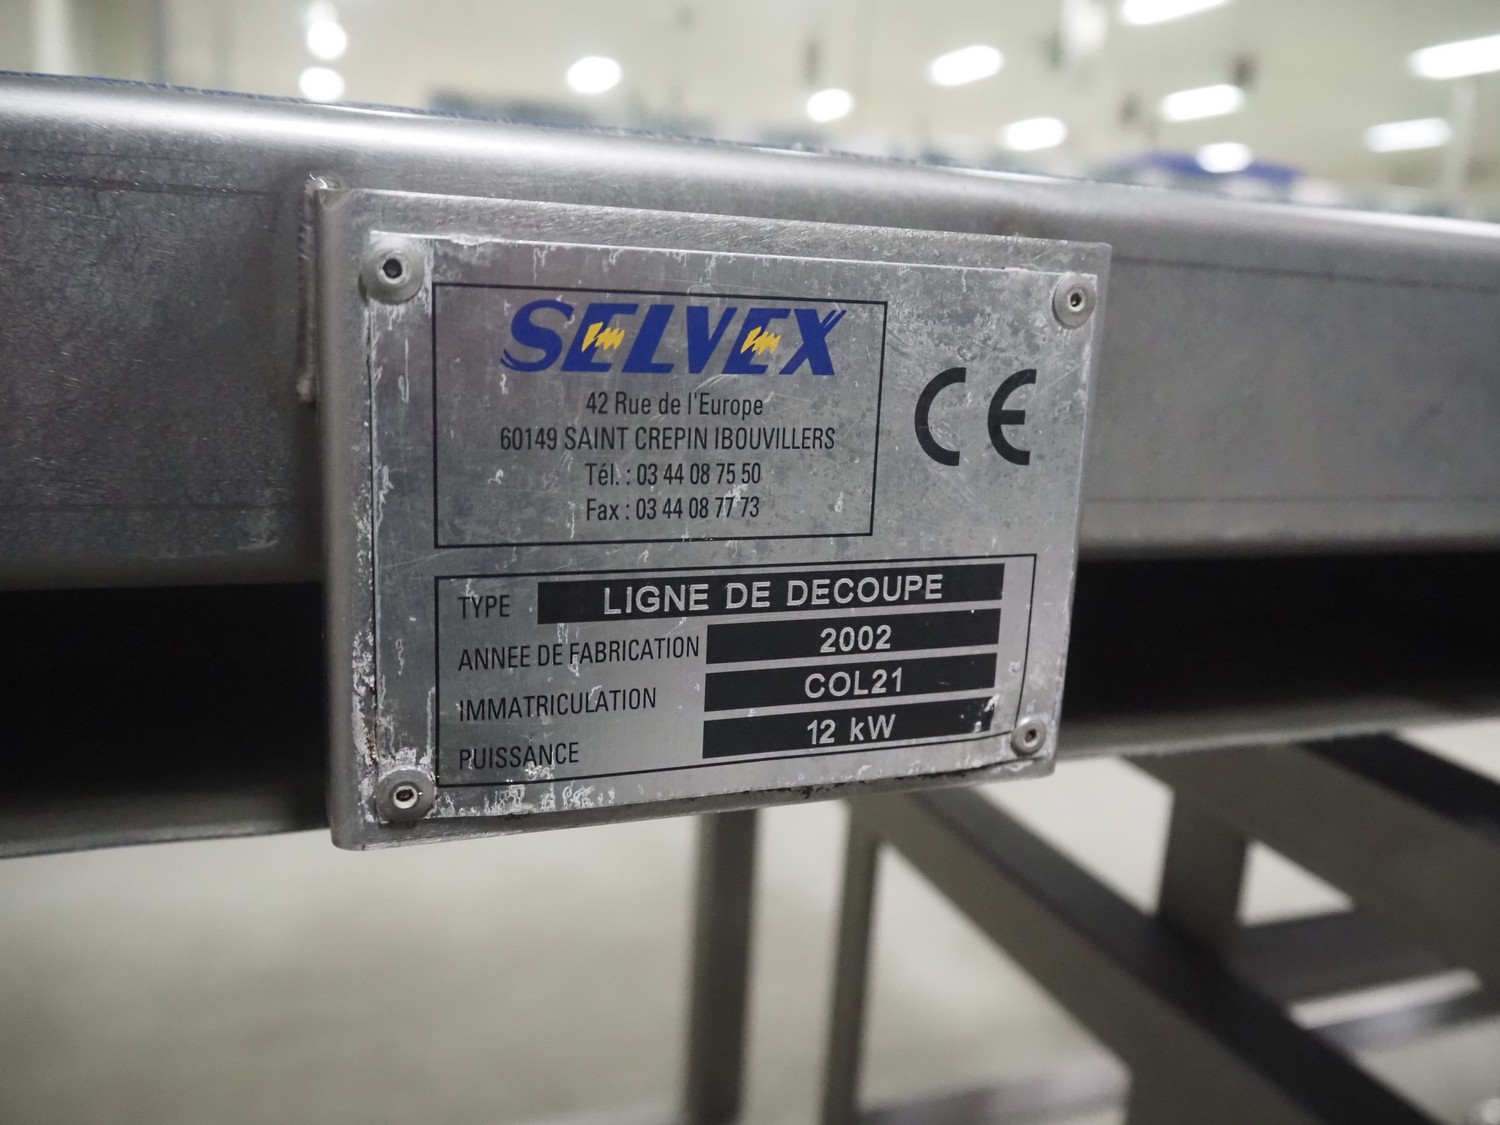 SELVEX
42 Rue de l'Europe
60149 SAINT CREPIN IBOUVILLERS
Tél. : 03 44 08 75 50
Fax : 03 44 08 77 73
CE
TYPE LIGNE DE DECOUPE
ANNEE DE FABRICATION 2002
IMMATRICULATION COL21
PUISSANCE 12 kW